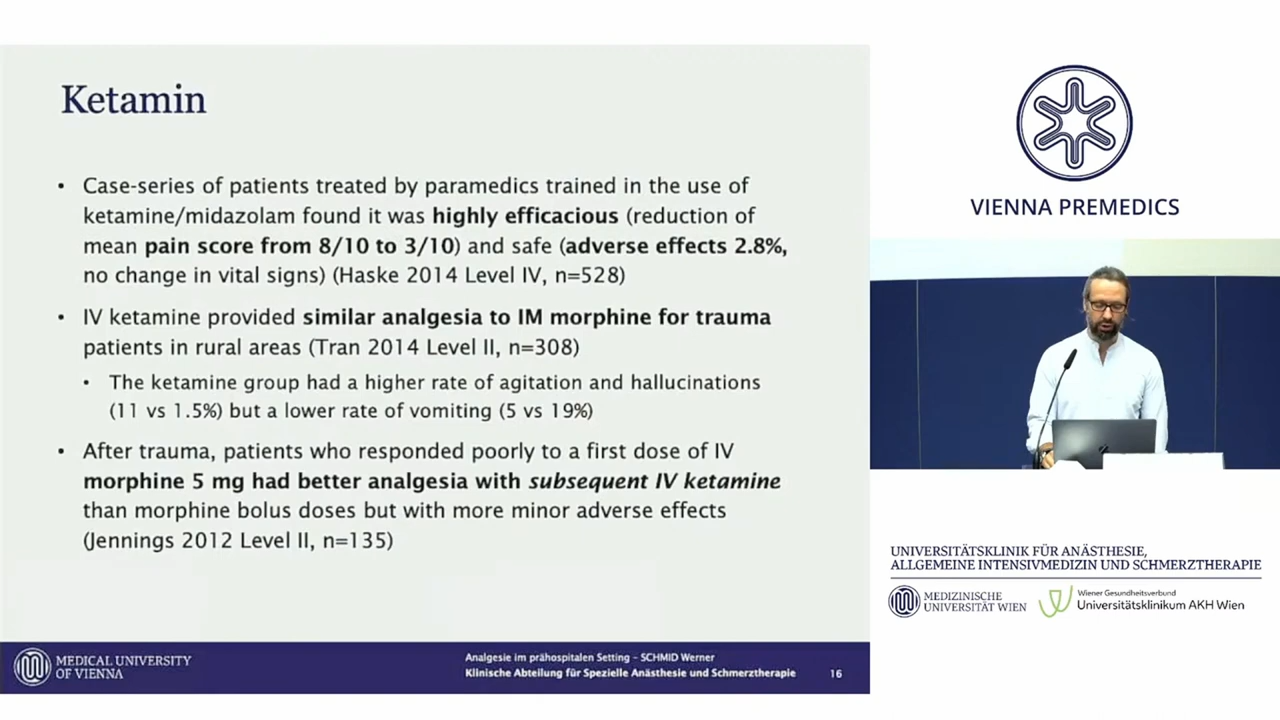 Ketamin
• Case-series of patients treated by paramedics trained in the use of
ketamine/midazolam found it was highly efficacious (reduction of
mean pain score from 8/10 to 3/10) and safe (adverse effects 2.8%,
no change in vital signs) (Haske 2014 Level IV, n=528)
• IV ketamine provided similar analgesia to IM morphine for trauma
patients in rural areas (Tran 2014 Level II, n=308)
• The ketamine group had a higher rate of agitation and hallucinations
(11 vs 1.5%) but a lower rate of vomiting (5 vs 19%)
• After trauma, patients who responded poorly to a first dose of IV
morphine 5 mg had better analgesia with subsequent IV ketamine
than morphine bolus doses but with more minor adverse effects
(Jennings 2012 Level II, n=135)
MEDICAL UNIVERSITY
OF VIENNA
Analgesie im prähospitalen Setting – SCHMID Werner
Klinische Abteilung für Spezielle Anästhesie und Schmerztherapie
16
VIENNA PREMEDICS
UNIVERSITÄTSKLINIK FÜR ANÄSTHESIE,
ALLGEMEINE INTENSIVMEDIZIN UND SCHMERZTHERAPIE
MEDIZINISCHE
UNIVERSITÄT WIEN
Wiener Gesundheitsverbund
Universitätsklinikum AKH Wien